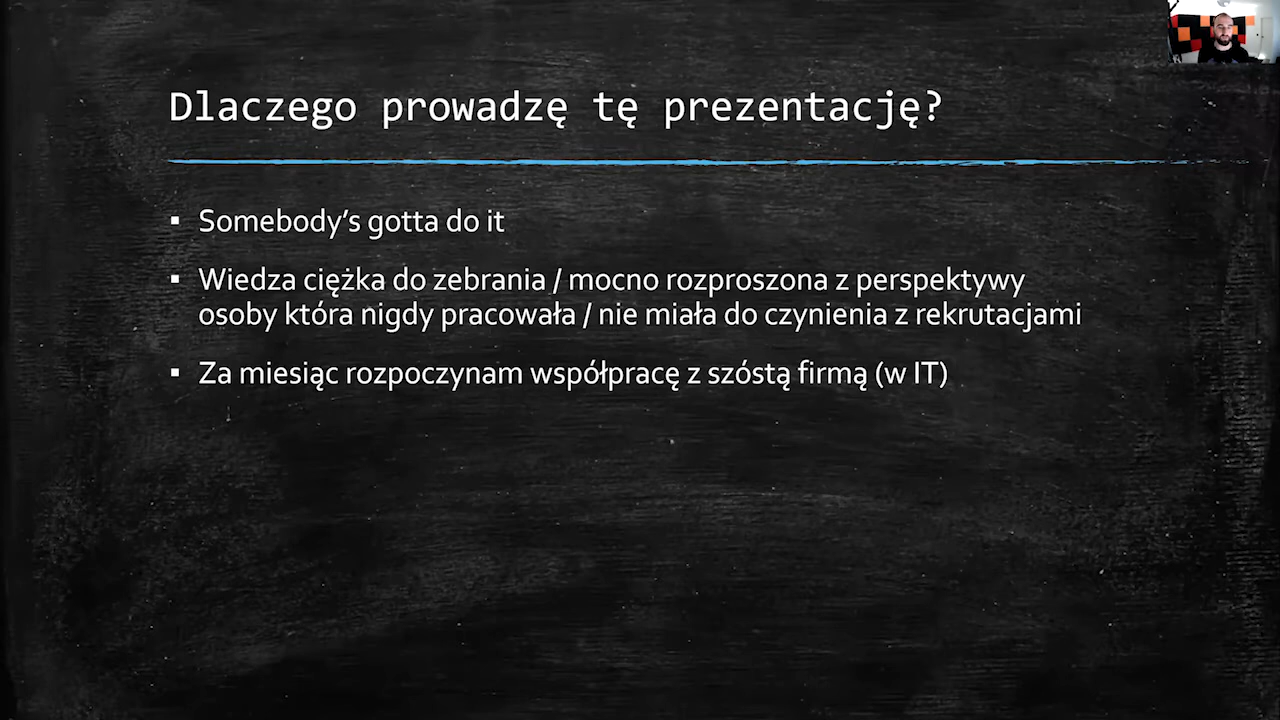 Dlaczego prowadzę tę prezentację?
▪ Somebody’s gotta do it
▪ Wiedza ciężka do zebrania / mocno rozproszona z perspektywy
osoby która nigdy pracowała / nie miała do czynienia z rekrutacjami
▪ Za miesiąc rozpoczynam współpracę z szóstą firmą (w IT)